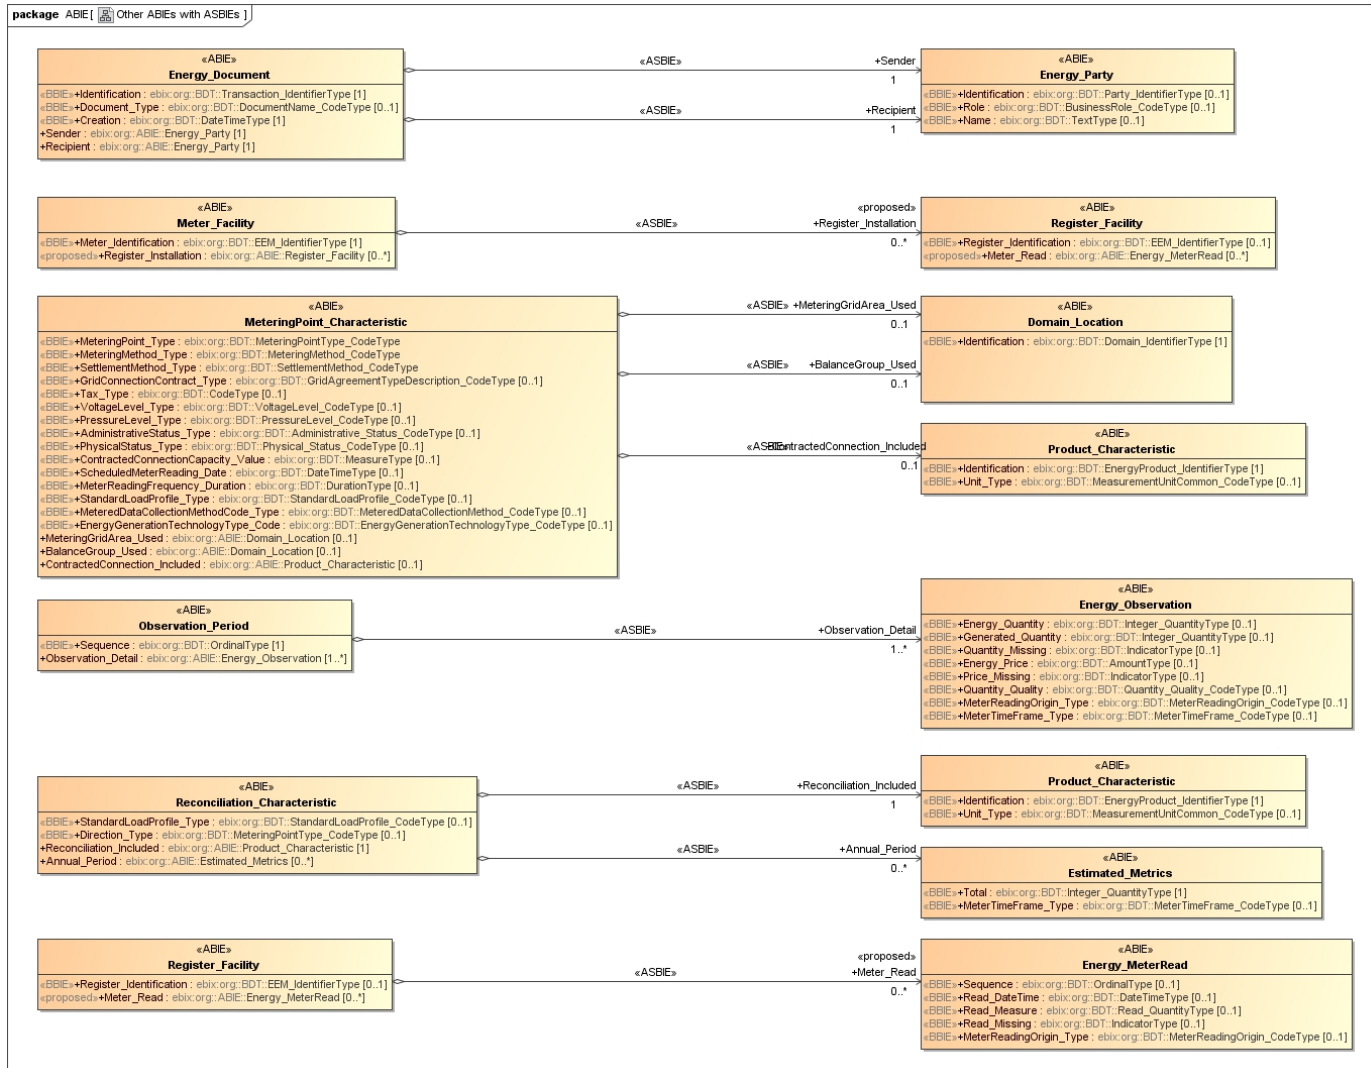 package ABIE [ Other ABIEs with ASBIEs ]
«ABIE»
Energy_Document
«BBIE»+Identification : ebix:org::BDT::Transaction_IdentifierType [1]
«BBIE»+Document_Type : ebix:org::BDT::DocumentName_CodeType [0..1]
«BBIE»+Creation : ebix:org::BDT::DateTimeType [1]
+Sender : ebix:org::ABIE::Energy_Party [1]
+Recipient : ebix:org::ABIE::Energy_Party [1]
«ASBIE»
+Sender
1
«ASBIE»
+Recipient
1
«ABIE»
Energy_Party
«BBIE»+Identification : ebix:org::BDT::Party_IdentifierType [0..1]
«BBIE»+Role : ebix:org::BDT::BusinessRole_CodeType [0..1]
«BBIE»+Name : ebix:org::BDT::TextType [0..1]
«ABIE»
Meter_Facility
«BBIE»+Meter_Identification : ebix:org::BDT::EEM_IdentifierType [1]
«proposed»+Register_Installation : ebix:org::ABIE::Register_Facility [0..*]
«ASBIE»
«proposed»
+Register_Installation
0..*
«ABIE»
Register_Facility
«BBIE»+Register_Identification : ebix:org::BDT::EEM_IdentifierType [0..1]
«proposed»+Meter_Read : ebix:org::ABIE::Energy_MeterRead [0..*]
«ABIE»
MeteringPoint_Characteristic
«BBIE»+MeteringPoint_Type : ebix:org::BDT::MeteringPointType_CodeType
«BBIE»+MeteringMethod_Type : ebix:org::BDT::MeteringMethod_CodeType
«BBIE»+SettlementMethod_Type : ebix:org::BDT::SettlementMethod_CodeType
«BBIE»+GridConnectionContract_Type : ebix:org::BDT::GridAgreementTypeDescription_CodeType [0..1]
«BBIE»+Tax_Type : ebix:org::BDT::CodeType [0..1]
«BBIE»+VoltageLevel_Type : ebix:org::BDT::VoltageLevel_CodeType [0..1]
«BBIE»+PressureLevel_Type : ebix:org::BDT::PressureLevel_CodeType [0..1]
«BBIE»+AdministrativeStatus_Type : ebix:org::BDT::Administrative_Status_CodeType [0..1]
«BBIE»+PhysicalStatus_Type : ebix:org::BDT::Physical_Status_CodeType [0..1]
«BBIE»+ContractedConnectionCapacity_Value : ebix:org::BDT::MeasureType [0..1]
«BBIE»+ScheduledMeterReading_Date : ebix:org::BDT::DateTimeType [0..1]
«BBIE»+MeterReadingFrequency_Duration : ebix:org::BDT::DurationType [0..1]
«BBIE»+StandardLoadProfile_Type : ebix:org::BDT::StandardLoadProfile_CodeType [0..1]
«BBIE»+MeteredDataCollectionMethodCode_Type : ebix:org::BDT::MeteredDataCollectionMethod_CodeType [0..1]
«BBIE»+EnergyGenerationTechnologyType_Code : ebix:org::BDT::EnergyGenerationTechnologyType_CodeType [0..1]
+MeteringGridArea_Used : ebix:org::ABIE::Domain_Location [0..1]
+BalanceGroup_Used : ebix:org::ABIE::Domain_Location [0..1]
+ContractedConnection_Included : ebix:org::ABIE::Product_Characteristic [0..1]
«ASBIE» +MeteringGridArea_Used
0..1
«ASBIE» +BalanceGroup_Used
0..1
ContractedConnection_Included
0..1
«ABIE»
Domain_Location
«BBIE»+Identification : ebix:org::BDT::Domain_IdentifierType [1]
«ABIE»
Product_Characteristic
«BBIE»+Identification : ebix:org::BDT::EnergyProduct_IdentifierType [1]
«BBIE»+Unit_Type : ebix:org::BDT::MeasurementUnitCommon_CodeType [0..1]
«ABIE»
Observation_Period
«BBIE»+Sequence : ebix:org::BDT::OrdinalType [1]
+Observation_Detail : ebix:org::ABIE::Energy_Observation [1..*]
«ASBIE»
+Observation_Detail
1..*
«ABIE»
Energy_Observation
«BBIE»+Energy_Quantity : ebix:org::BDT::Integer_QuantityType [0..1]
«BBIE»+Generated_Quantity : ebix:org::BDT::Integer_QuantityType [0..1]
«BBIE»+Quantity_Missing : ebix:org::BDT::IndicatorType [0..1]
«BBIE»+Energy_Price : ebix:org::BDT::AmountType [0..1]
«BBIE»+Price_Missing : ebix:org::BDT::IndicatorType [0..1]
«BBIE»+Quantity_Quality : ebix:org::BDT::Quantity_Quality_CodeType [0..1]
«BBIE»+MeterReadingOrigin_Type : ebix:org::BDT::MeterReadingOrigin_CodeType [0..1]
«BBIE»+MeterTimeFrame_Type : ebix:org::BDT::MeterTimeFrame_CodeType [0..1]
«ABIE»
Reconciliation_Characteristic
«BBIE»+StandardLoadProfile_Type : ebix:org::BDT::StandardLoadProfile_CodeType [0..1]
«BBIE»+Direction_Type : ebix:org::BDT::MeteringPointType_CodeType [0..1]
+Reconciliation_Included : ebix:org::ABIE::Product_Characteristic [1]
+Annual_Period : ebix:org::ABIE::Estimated_Metrics [0..*]
«ASBIE»
+Reconciliation_Included
1
«ASBIE»
+Annual_Period
0..*
«ABIE»
Product_Characteristic
«BBIE»+Identification : ebix:org::BDT::EnergyProduct_IdentifierType [1]
«BBIE»+Unit_Type : ebix:org::BDT::MeasurementUnitCommon_CodeType [0..1]
«ABIE»
Estimated_Metrics
«BBIE»+Total : ebix:org::BDT::Integer_QuantityType [1]
«BBIE»+MeterTimeFrame_Type : ebix:org::BDT::MeterTimeFrame_CodeType [0..1]
«ABIE»
Register_Facility
«BBIE»+Register_Identification : ebix:org::BDT::EEM_IdentifierType [0..1]
«proposed»+Meter_Read : ebix:org::ABIE::Energy_MeterRead [0..*]
«ASBIE»
«proposed»
+Meter_Read
0..*
«ABIE»
Energy_MeterRead
«BBIE»+Sequence : ebix:org::BDT::OrdinalType [0..1]
«BBIE»+Read_DateTime : ebix:org::BDT::DateTimeType [0..1]
«BBIE»+Read_Measure : ebix:org::BDT::Read_QuantityType [0..1]
«BBIE»+Read_Missing : ebix:org::BDT::IndicatorType [0..1]
«BBIE»+MeterReadingOrigin_Type : ebix:org::BDT::MeterReadingOrigin_CodeType [0..1]